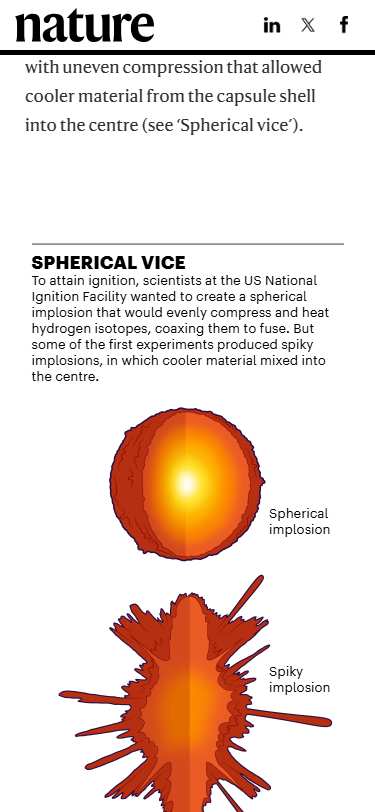 nature
in X f
with uneven compression that allowed
cooler material from the capsule shell
into the centre (see ‘Spherical vice’).
SPHERICAL VICE
To attain ignition, scientists at the US National
Ignition Facility wanted to create a spherical
implosion that would evenly compress and heat
hydrogen isotopes, coaxing them to fuse. But
some of the first experiments produced spiky
implosions, in which cooler material mixed into
the centre.
Spherical
implosion
Spiky
implosion